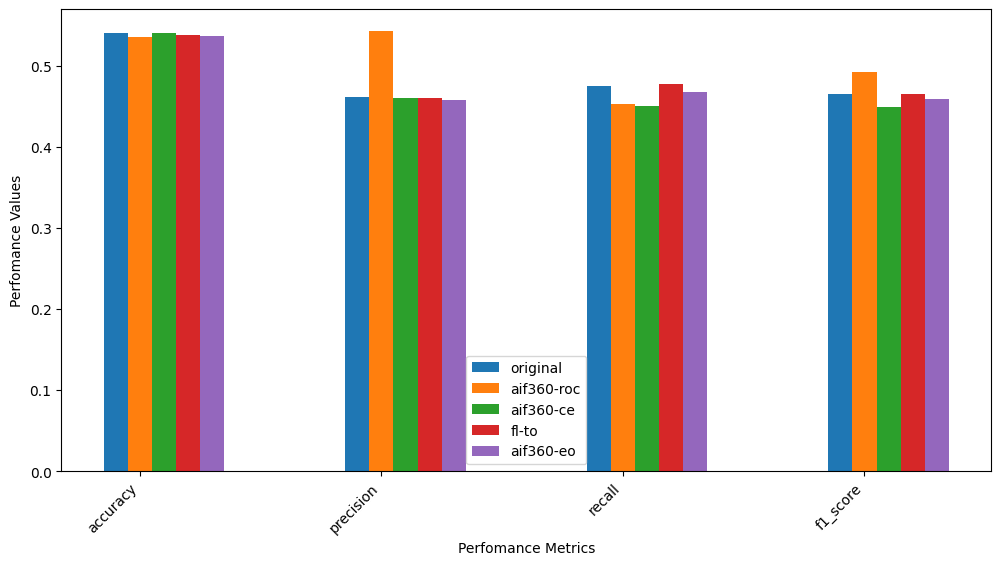 Perfomance Values
0.5
0.4
0.3
0.2
0.1
0.0
original
aif360-roc
aif360-ce
fl-to
aif360-eo
accuracy
precision
recall
f1_score
Perfomance Metrics